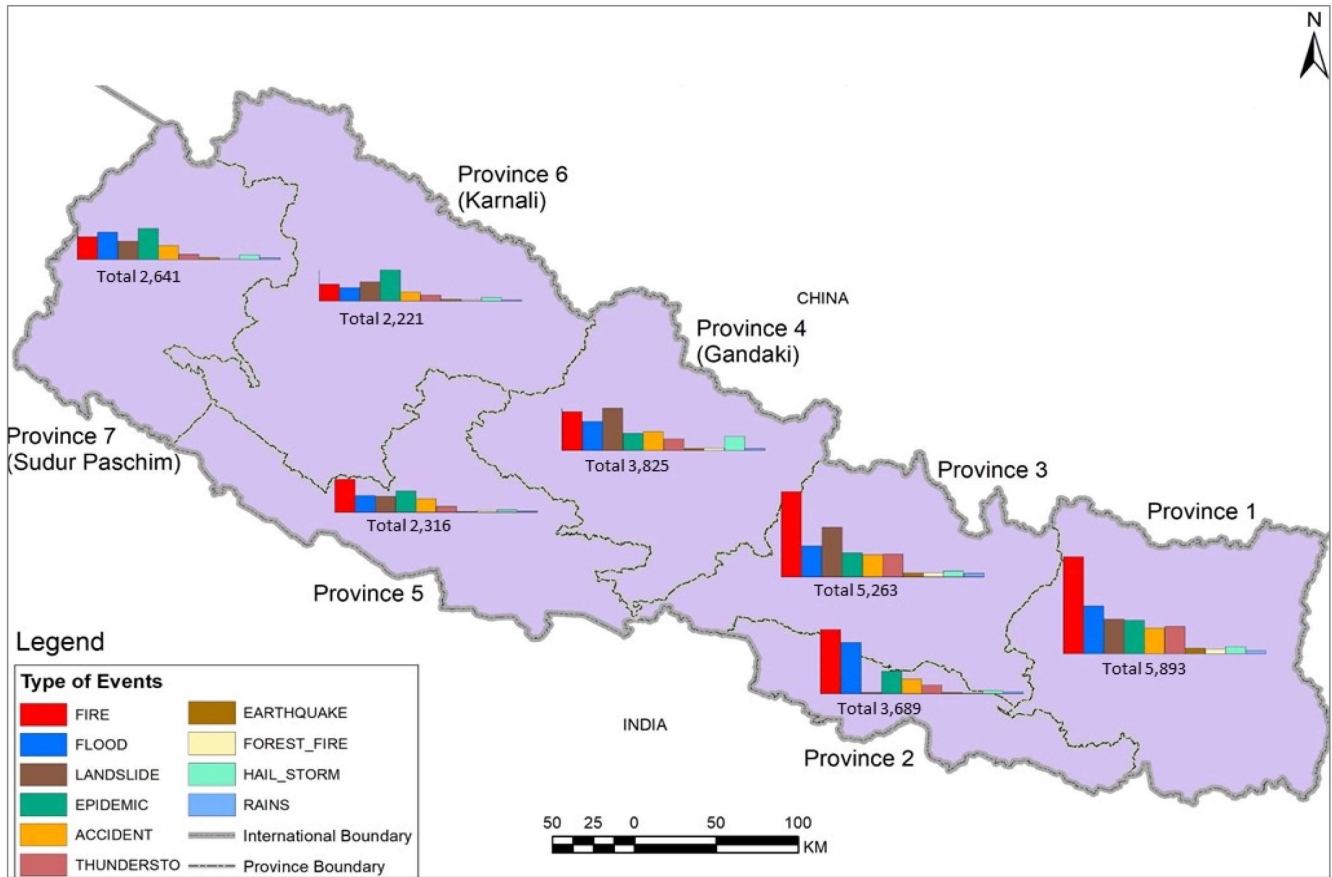 N
Province 6
(Karnali)
Total 2,641
Total 2,221
CHINA
Province 4
(Gandaki)
Province 7
(Sudur Paschim)
Total 3,825
Province 3
Total 2,316
Province 1
Province 5
Total 5,263
Total 5,893
Total 3,689
INDIA
Province 2
Legend
Type of Events
FIRE
FLOOD
LANDSLIDE
EPIDEMIC
ACCIDENT
THUNDERSTO
EARTHQUAKE
FOREST_FIRE
HAIL_STORM
RAINS
International Boundary
Province Boundary
50 25 0 50 100
KM